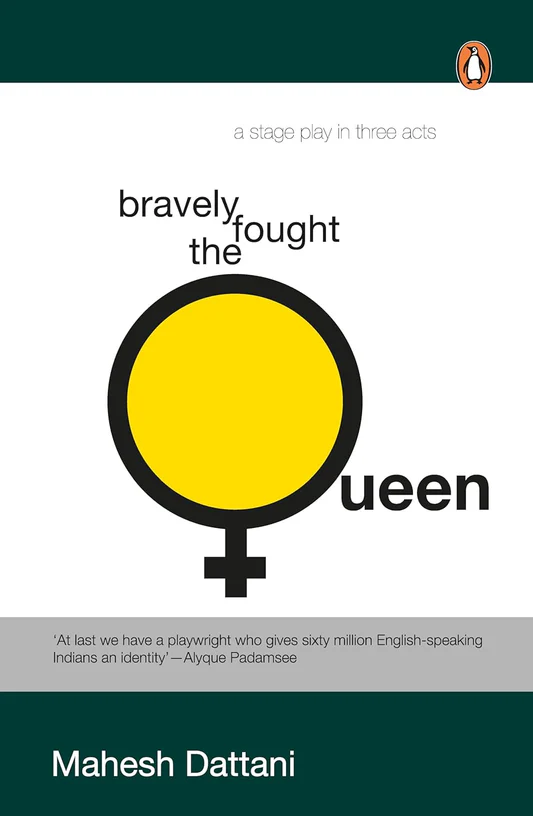 a stage play in three acts
bravely
fought
the
Queen
‘At last we have a playwright who gives sixty million English-speaking
Indians an identity’—Alyque Padamsee
Mahesh Dattani